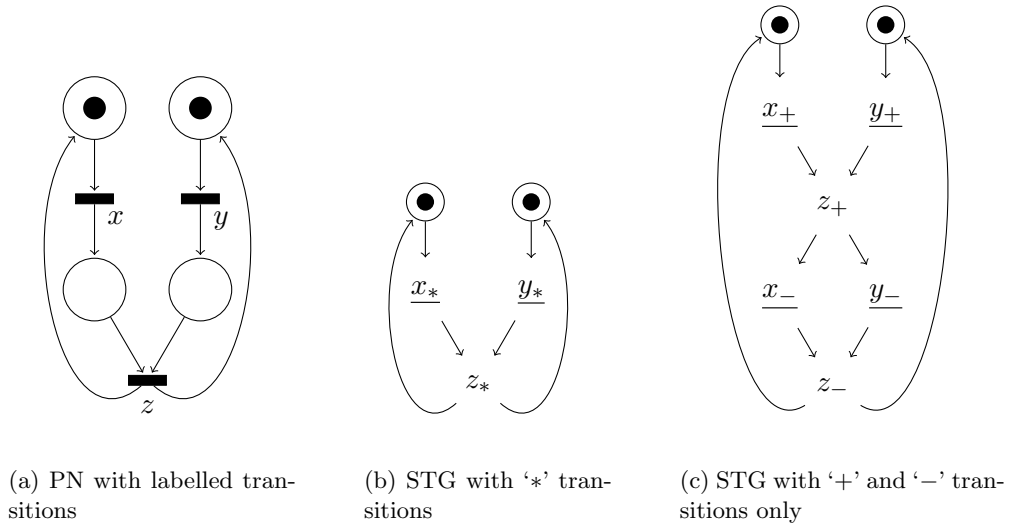 x y
z
(a) PN with labelled tran-
sitions
x* y*
z*
(b) STG with ‘*’ tran-
sitions
x+ y+
z+
x− y−
z−
(c) STG with ‘+’ and ‘−’ tran-
sitions only